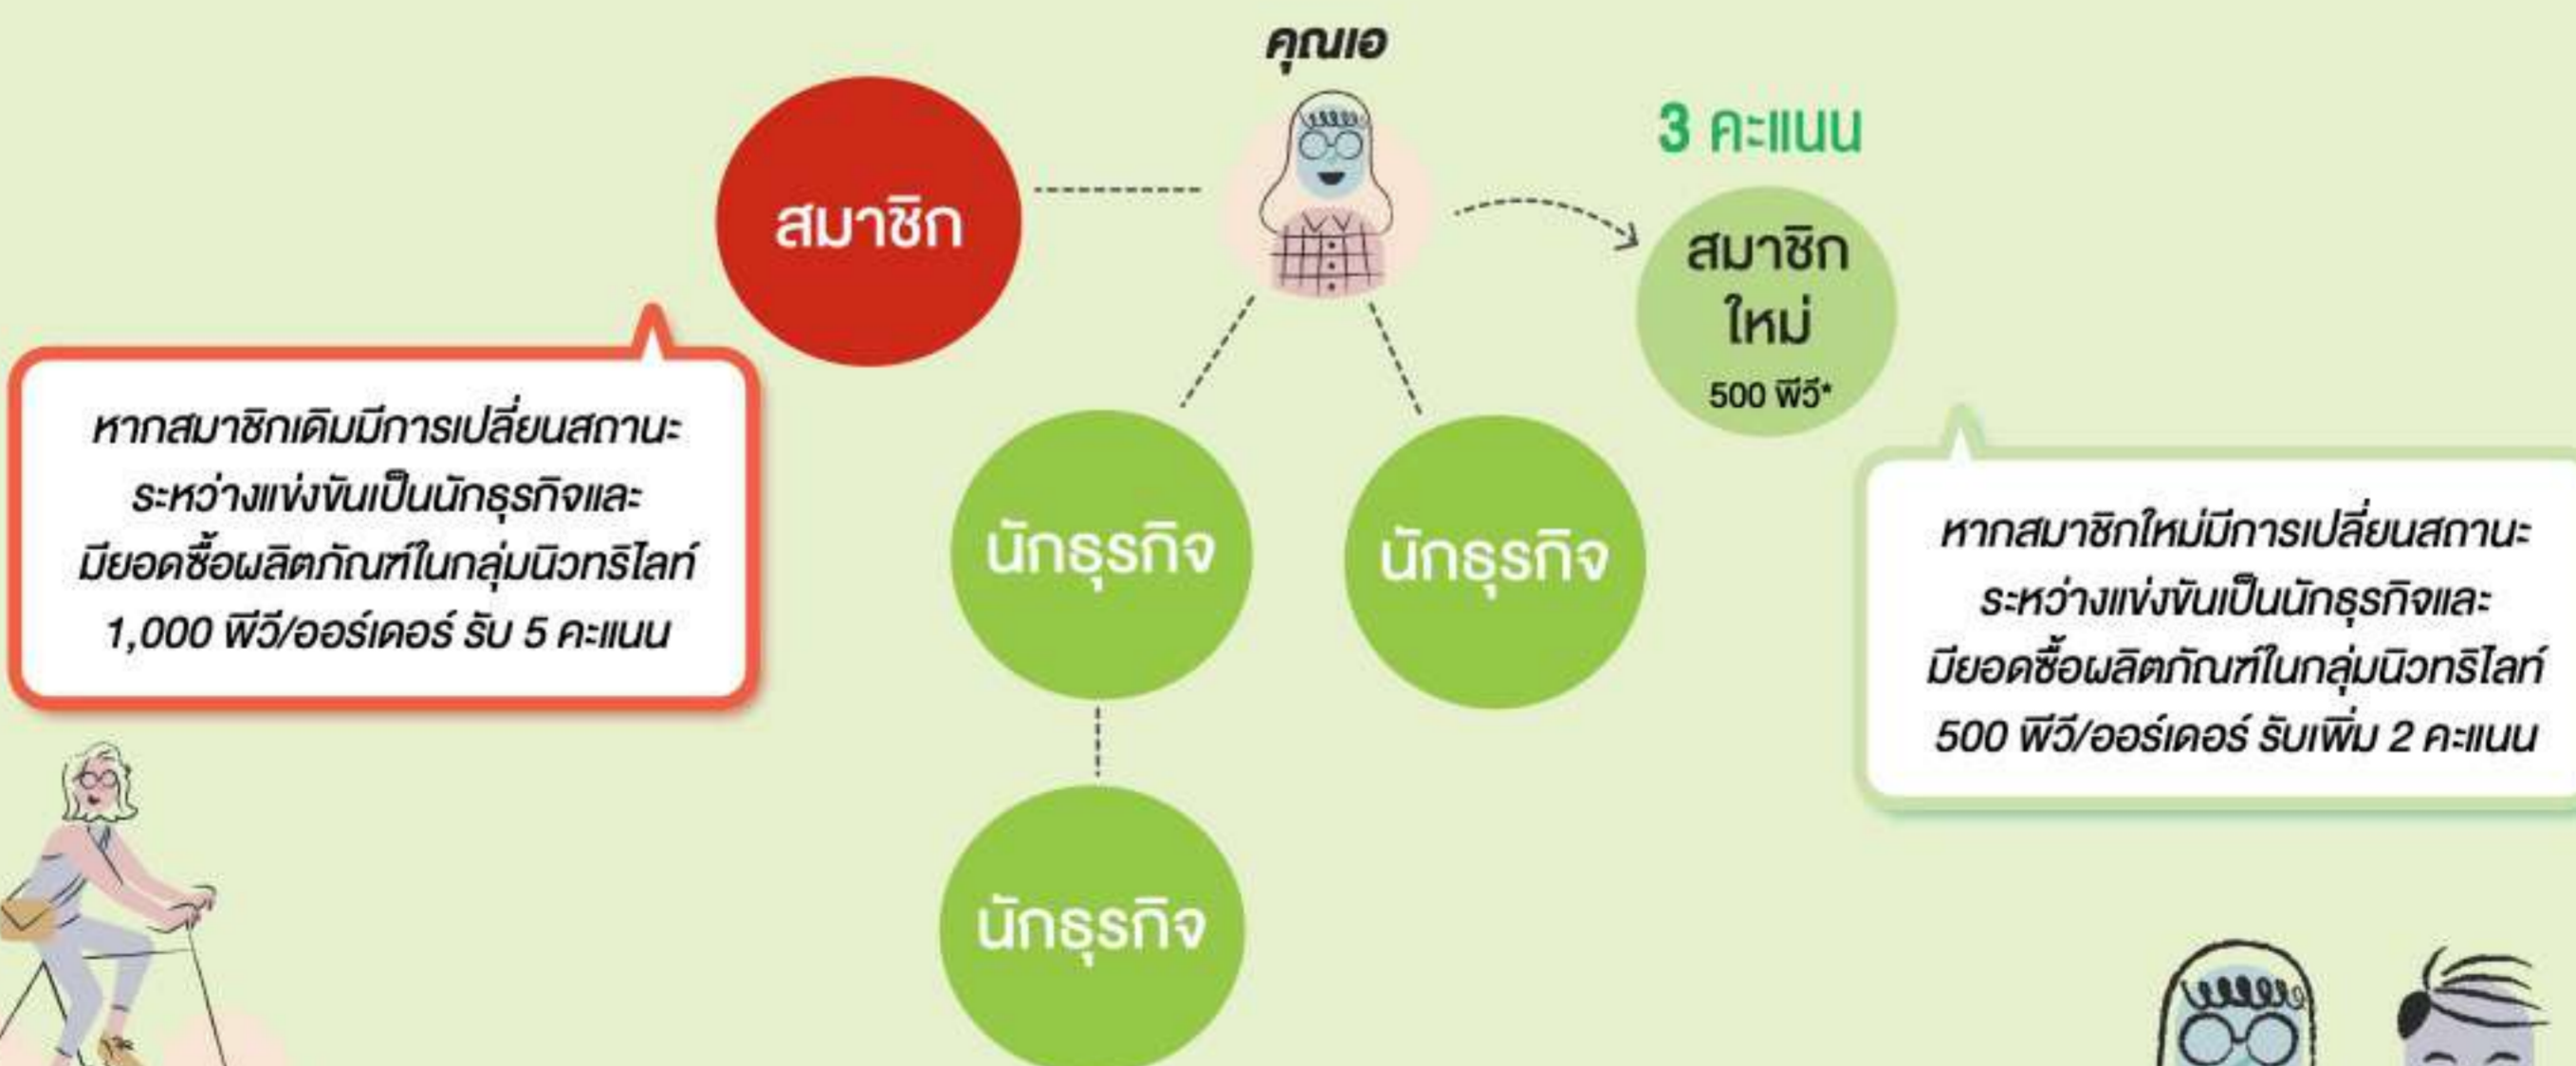 คุณเอ
3 คะแนน
สมาชิก
สมาชิก
ใหม่
500 พีวี*
หากสมาชิกเดิมมีการเปลี่ยนสถานะ
ระหว่างแข่งขันเป็นนักธุรกิจและ
มียอดซื้อผลิตภัณฑ์ในกลุ่มนิวทริไลท์
1,000 พีวี/ออร์เดอร์ รับ 5 คะแนน
นักธุรกิจ
นักธุรกิจ
หากสมาชิกใหม่มีการเปลี่ยนสถานะ
ระหว่างแข่งขันเป็นนักธุรกิจและ
มียอดซื้อผลิตภัณฑ์ในกลุ่มนิวทริไลท์
500 พีวี/ออร์เดอร์ รับเพิ่ม 2 คะแนน
นักธุรกิจ